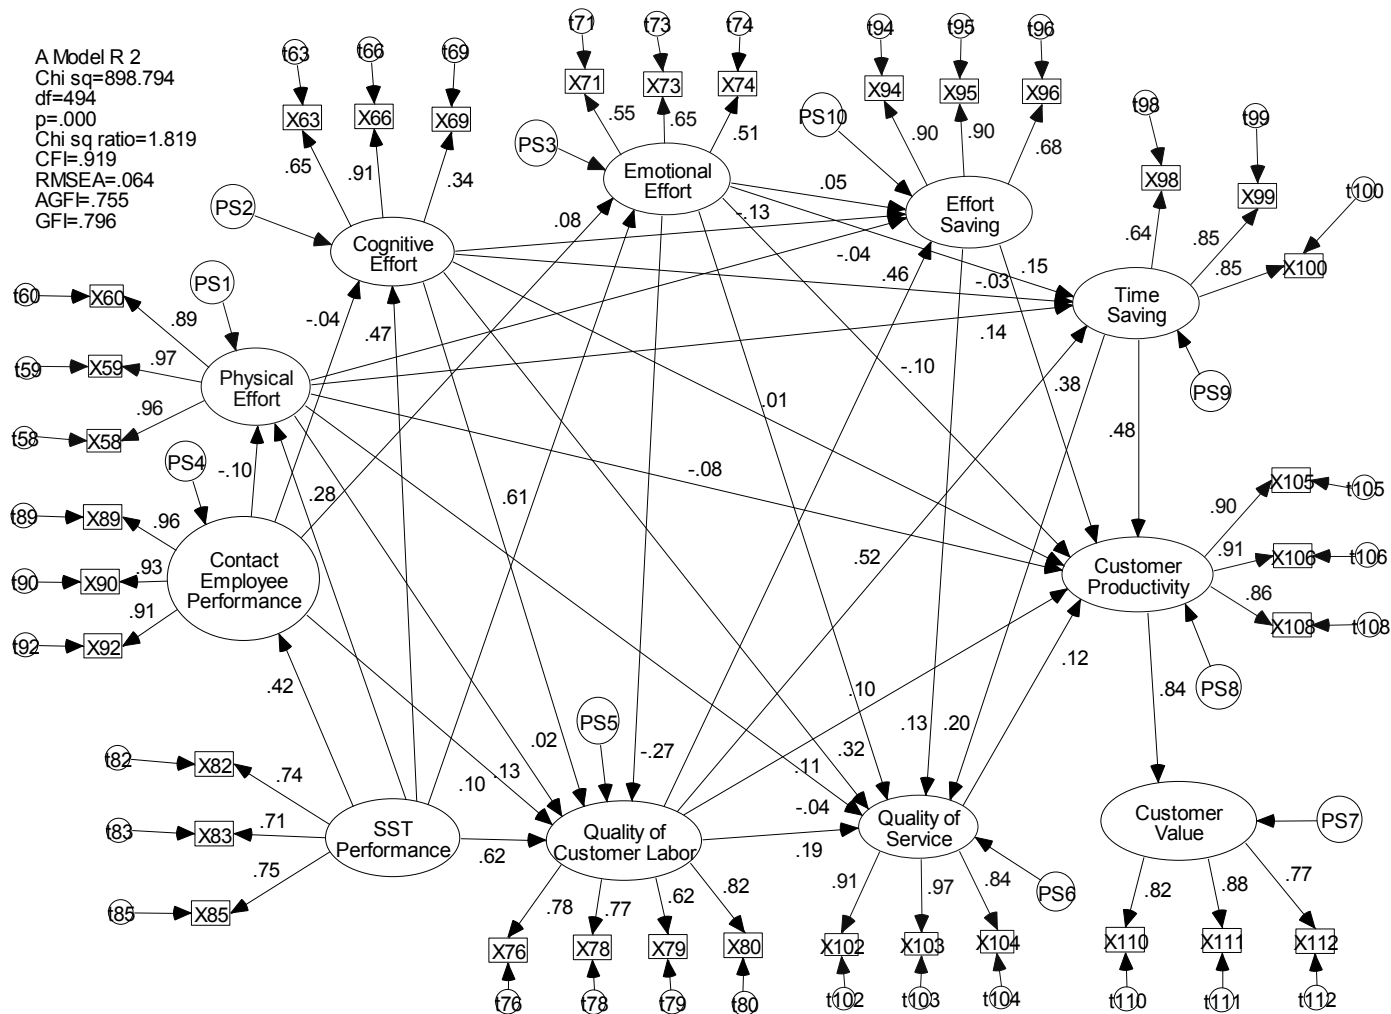 A Model R 2
Chi sq=898.794
df=494
p=.000
Chi sq ratio=1.819
CFI=.919
RMSEA=.064
AGFI=.755
GFI=.796
t63
t66
t69
t71
t73
t74
t94
t95
t96
t98
t99
t100
X63
X66
X69
X71
X73
X74
X94
X95
X96
X98
X99
X100
.65
.91
.34
.55
.65
.51
.90
.90
.68
.64
.85
.85
PS2
PS3
PS10
PS1
PS9
Cognitive
Effort
Emotional
Effort
Effort
Saving
Time
Saving
.08
.05
-.13
-.04
.46
-.03
.15
.14
-.04
.47
-.10
.38
.01
.48
t60
X60
.89
t59
X59
.97
t58
X58
.96
Physical
Effort
PS4
-.10
.28
.61
-.08
.52
t89
X89
.96
t90
X90
.93
t92
X92
.91
Contact
Employee
Performance
Customer
Productivity
.90
X105
t105
.91
X106
t106
.86
X108
t108
PS8
.12
.84
.42
.10
.13
.20
.32
.11
-.27
.02
.13
.10
-.04
PS5
t82
X82
.74
t83
X83
.71
t85
X85
.75
SST
Performance
.62
Quality of
Customer Labor
.19
Quality of
Service
PS6
Customer
Value
PS7
.78
.77
.62
.82
.91
.97
.84
.82
.88
.77
X76
X78
X79
X80
X102
X103
X104
X110
X111
X112
t76
t78
t79
t80
t102
t103
t104
t110
t111
t112